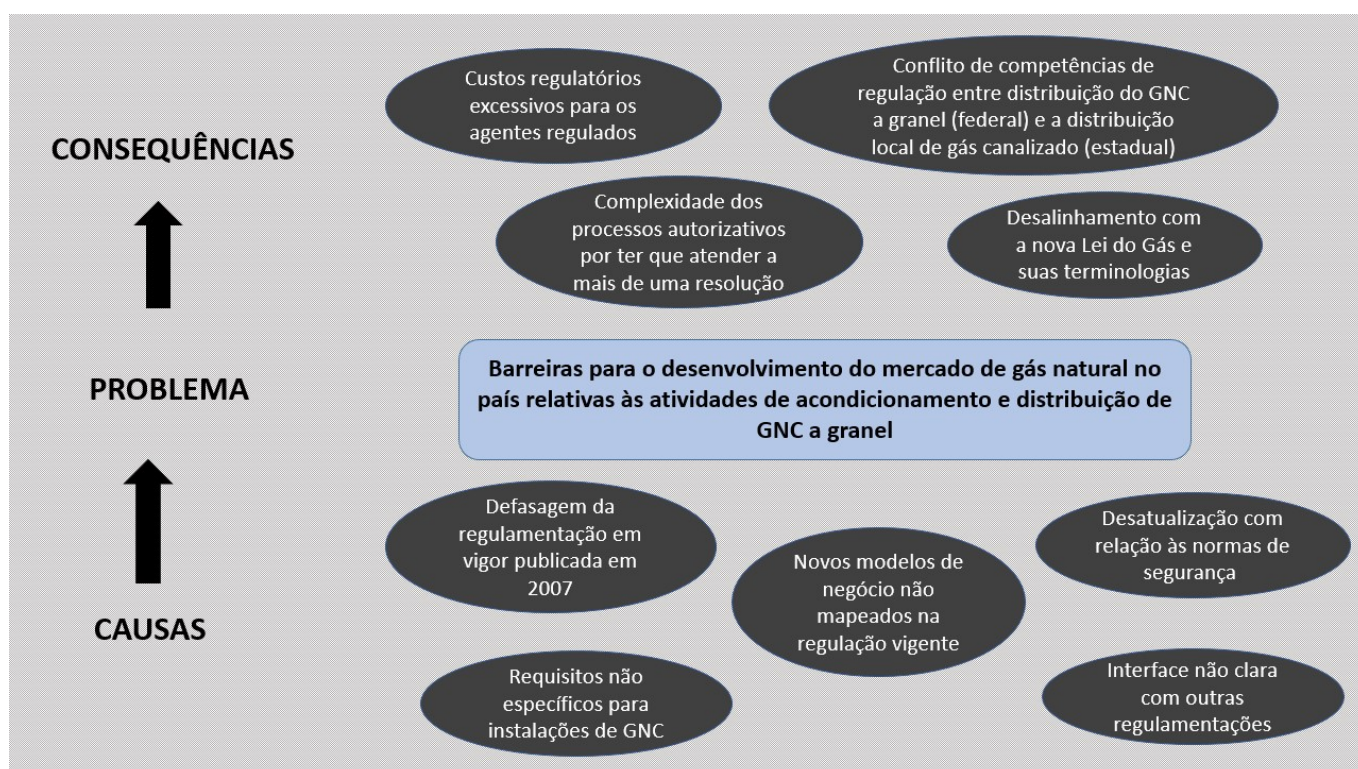 Custos regulatórios
excessivos para os
agentes regulados
Conflito de competências de
regulação entre distribuição do GNC
a granel (federal) e a distribuição
local de gás canalizado (estadual)
CONSEQUÊNCIAS
Complexidade dos
processos autorizativos
por ter que atender a
mais de uma resolução
Desalinhamento com
a nova Lei do Gás e
suas terminologias
PROBLEMA
Barreiras para o desenvolvimento do mercado de gás natural no
país relativas às atividades de acondicionamento e distribuição de
GNC a granel
Defasagem da
regulamentação em
vigor publicada em
2007
Novos modelos de
negócio não
mapeados na
regulação vigente
Desatualização com
relação às normas de
segurança
CAUSAS
Requisitos não
específicos para
instalações de GNC
Interface não clara
com outras
regulamentações